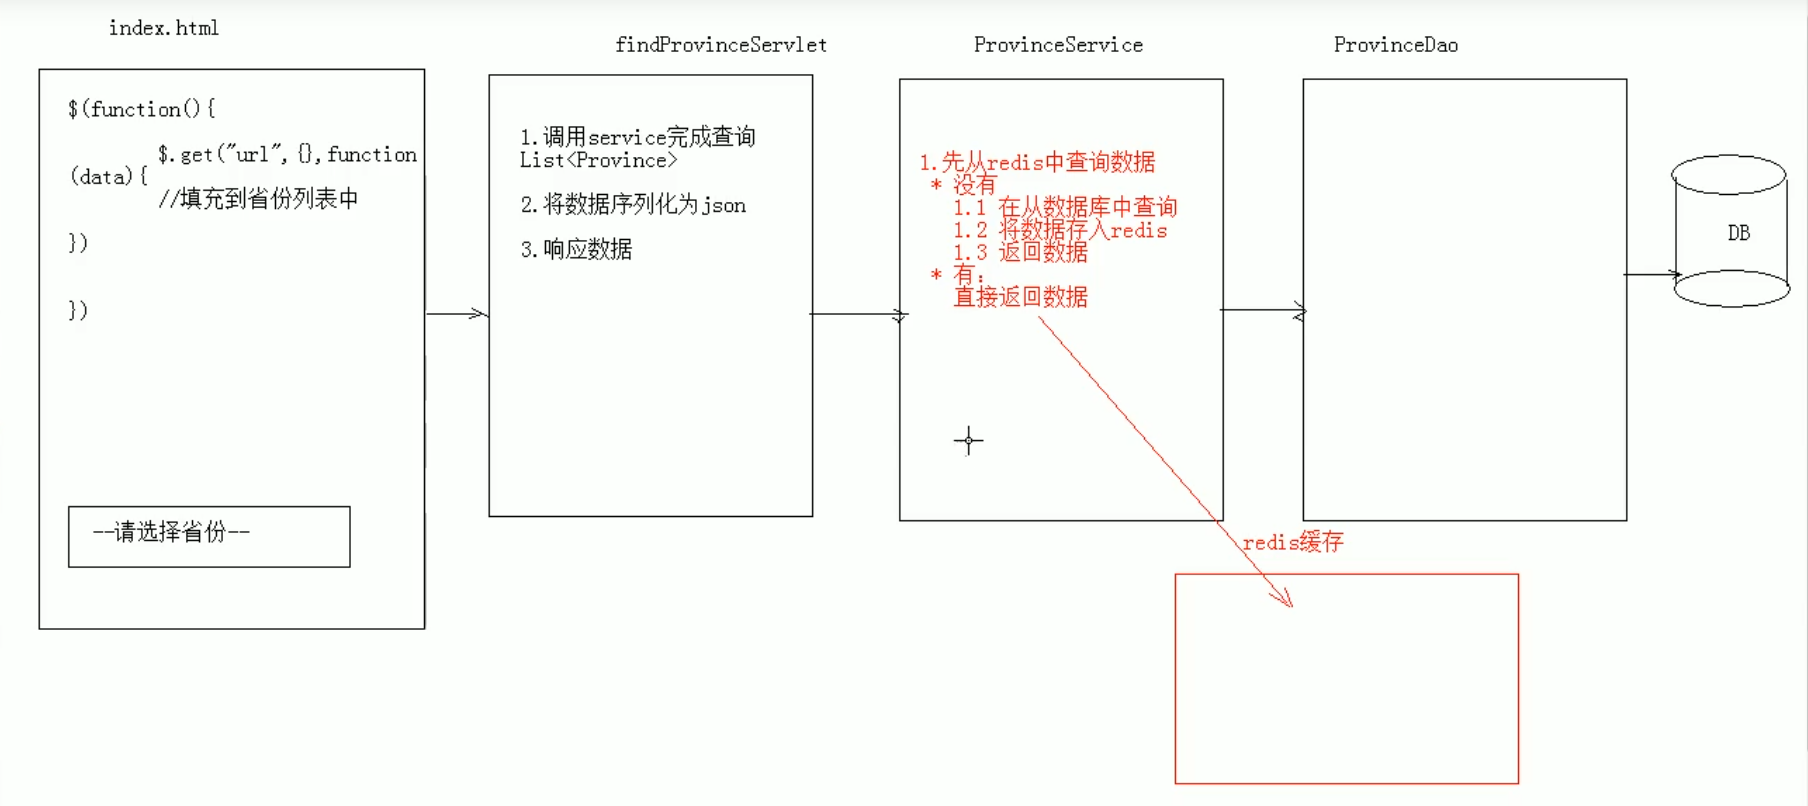 index.html
$(function(){
$.get("url",{},function
(data){
//填充到省份列表中
})
})
--请选择省份--
findProvinceServlet
1.调用service完成查询
List<Province>
2.将数据序列化为json
3.响应数据
ProvinceService
1.先从redis中查询数据
* 没有
1.1 在从数据库中查询
1.2 将数据存入redis
1.3 返回数据
* 有：
直接返回数据
ProvinceDao
DB
redis缓存